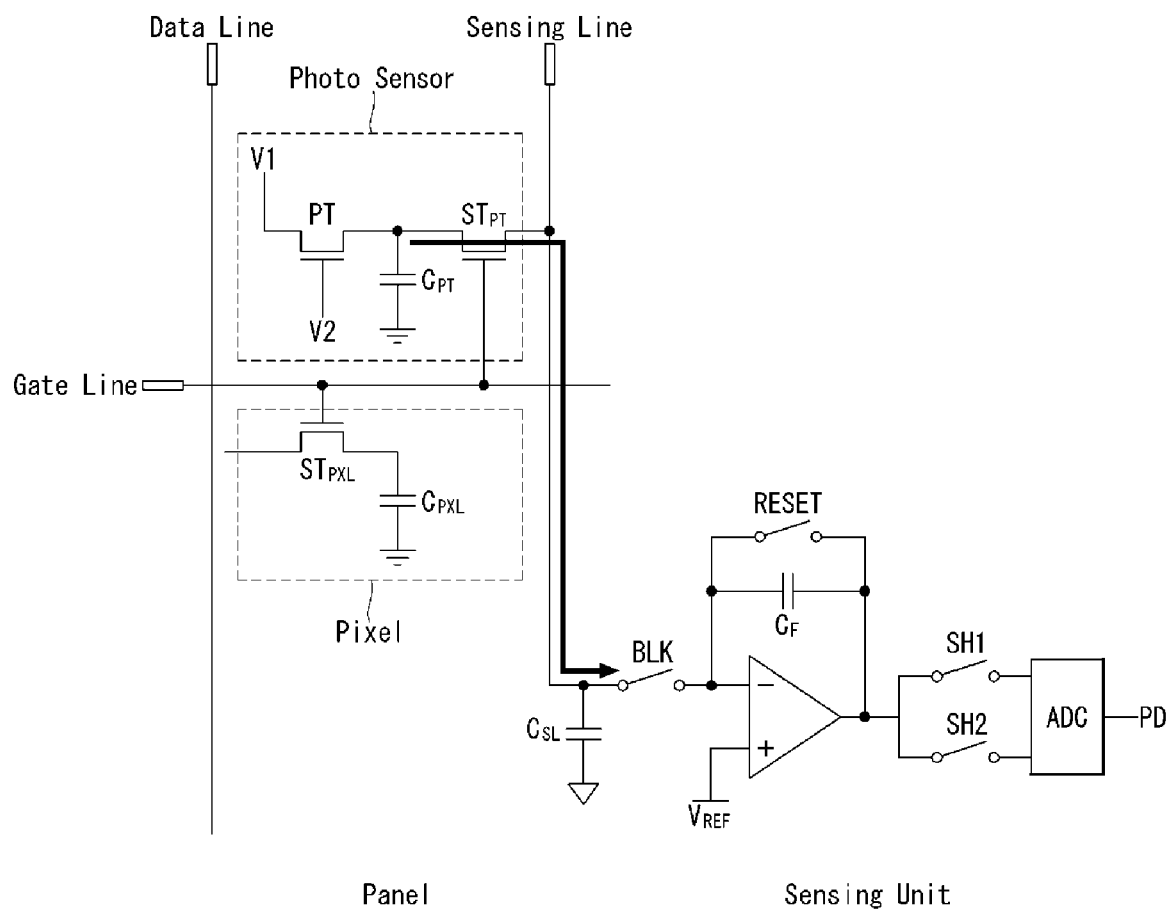 Data Line
Sensing Line
Photo Sensor
V1
PT
STPT
CPT
V2
Gate Line
STPXL
CPXL
Pixel
RESET
CF
BLK
CSL
−
+
VREF
SH1
SH2
ADC
PD
Panel
Sensing Unit